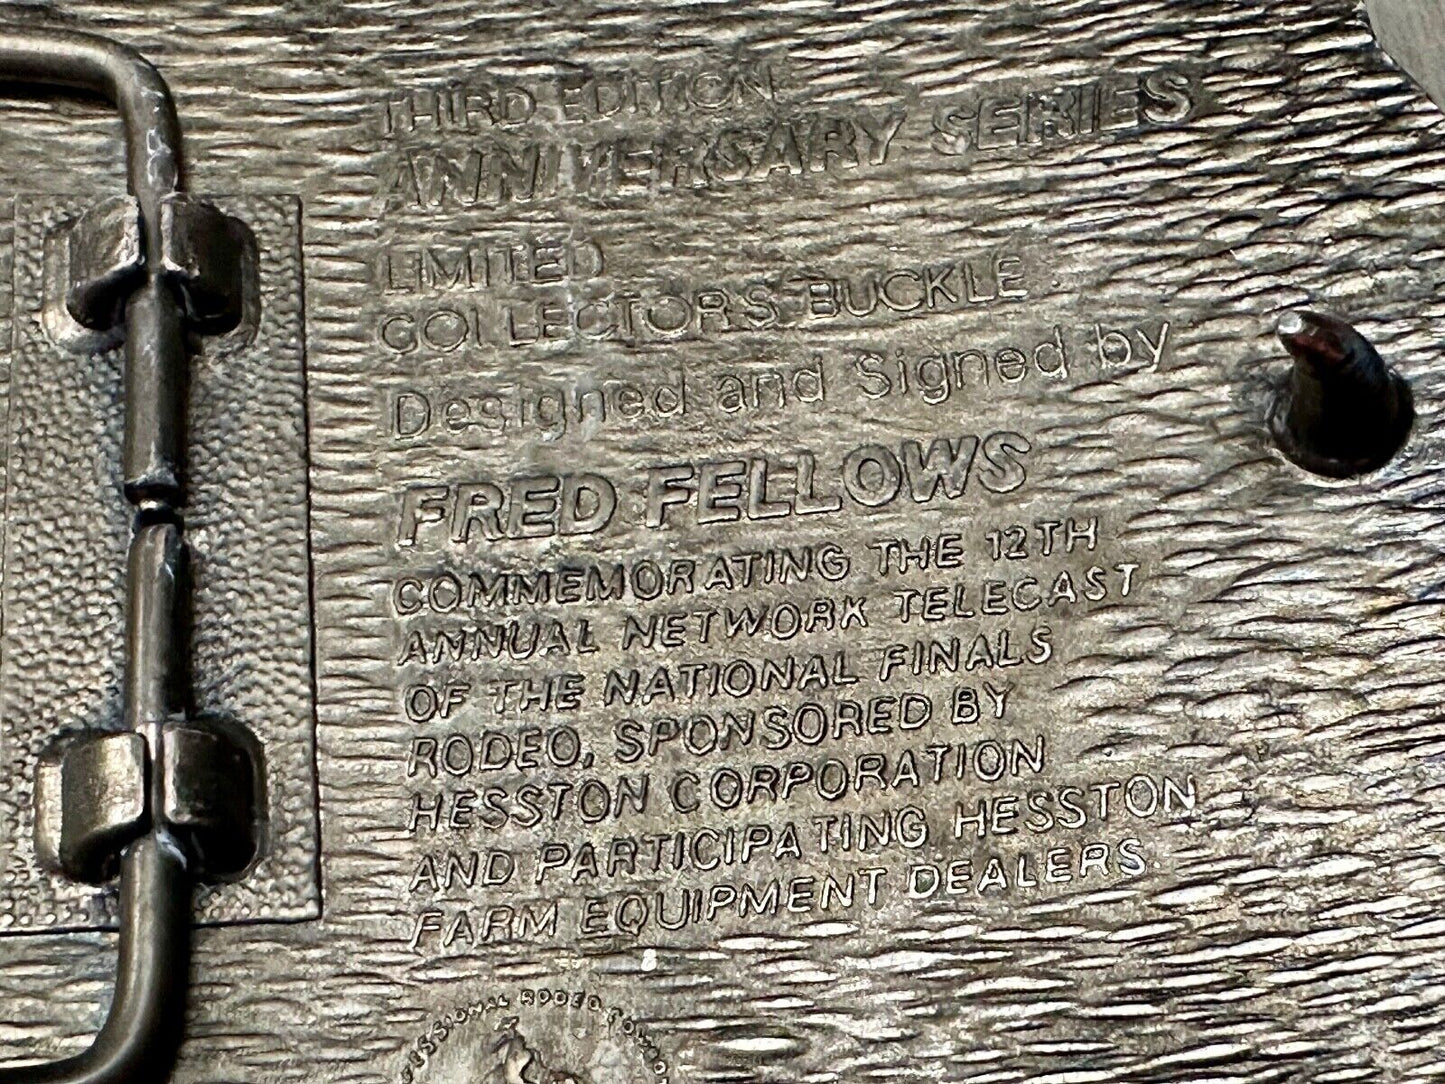 THIRD EDITION
ANNIVERSARY SERIES
LIMITED
COLLECTORS BUCKLE
Designed and Signed by
FRED FELLOWS
COMMEMORATING THE 12TH
ANNUAL NETWORK TELECAST
OF THE NATIONAL FINALS
RODEO, SPONSORED BY
HESSTON CORPORATION
AND PARTICIPATING HESSTON
FARM EQUIPMENT DEALERS.
RODEO